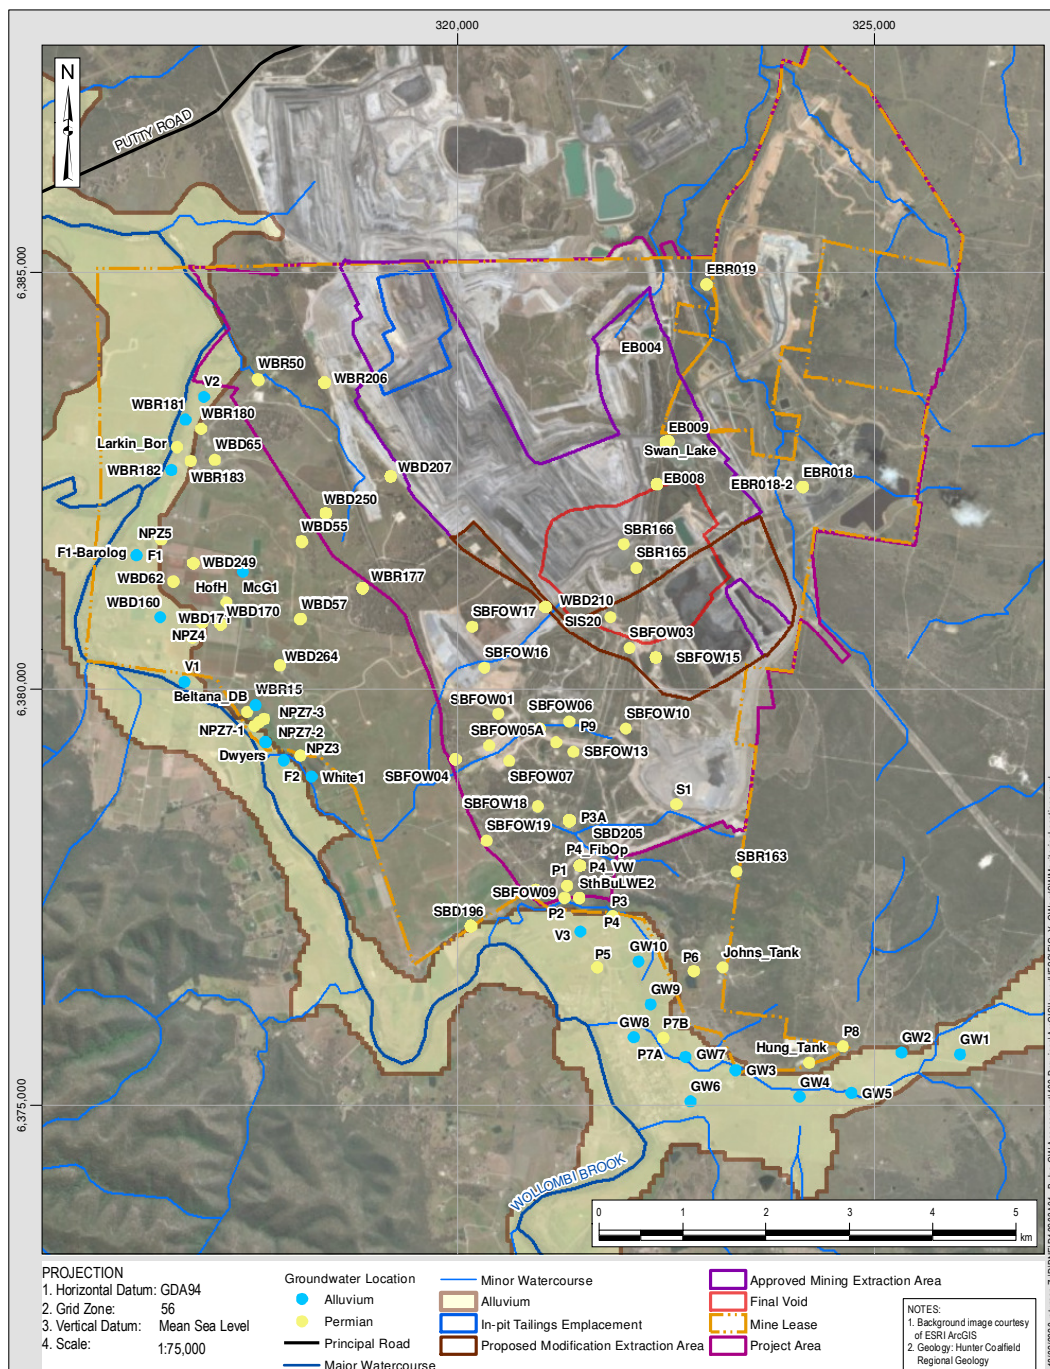 320,000
325,000
N
PUTTY ROAD
6,385,000
6,380,000
6,375,000
EBR019
EB004
WBR50
WBR206
V2
WBR181
WBR180
Larkin_Bor
WBD65
WBR182
WBR183
EB009
Swan_Lake
WBD207
EB008
EBR018-2
EBR018
WBD250
WBD55
SBR166
NPZ5
F1-Barolog
F1
SBR165
WBD249
WBD62
HofH
McG1
WBR177
WBD160
WBD171
WBD170
WBD57
SBFOW17
WBD210
SIS20
NPZ4
SBFOW03
SBFOW16
SBFOW15
V1
WBD264
Beltana_DB
WBR15
SBFOW01
SBFOW06
NPZ7-3
NPZ7-1
NPZ7-2
SBFOW05A
P9
SBFOW10
Dwyers
NPZ3
SBFOW13
F2
White1
SBFOW04
SBFOW07
S1
SBFOW18
P3A
SBFOW19
SBD205
P4_FibOp
P4_VW
SBR163
P1
SthBuLWE2
SBFOW09
P3
SBD196
P2
P4
V3
P5
GW10
P6
Johns_Tank
GW9
GW8
P7B
P8
GW2
GW1
P7A
GW7
Hung_Tank
GW3
GW6
GW4
GW5
WOLLOMBI BROOK
0 1 2 3 4 5
km
PROJECTION
1. Horizontal Datum: GDA94
2. Grid Zone: 56
3. Vertical Datum: Mean Sea Level
4. Scale: 1:75,000
Groundwater Location
Alluvium
Permian
Principal Road
Major Watercourse
Minor Watercourse
Alluvium
In-pit Tailings Emplacement
Proposed Modification Extraction Area
Approved Mining Extraction Area
Final Void
Mine Lease
Project Area
NOTES:
1. Background image courtesy
of ESRI ArcGIS
2. Geology: Hunter Coalfield
Regional Geology